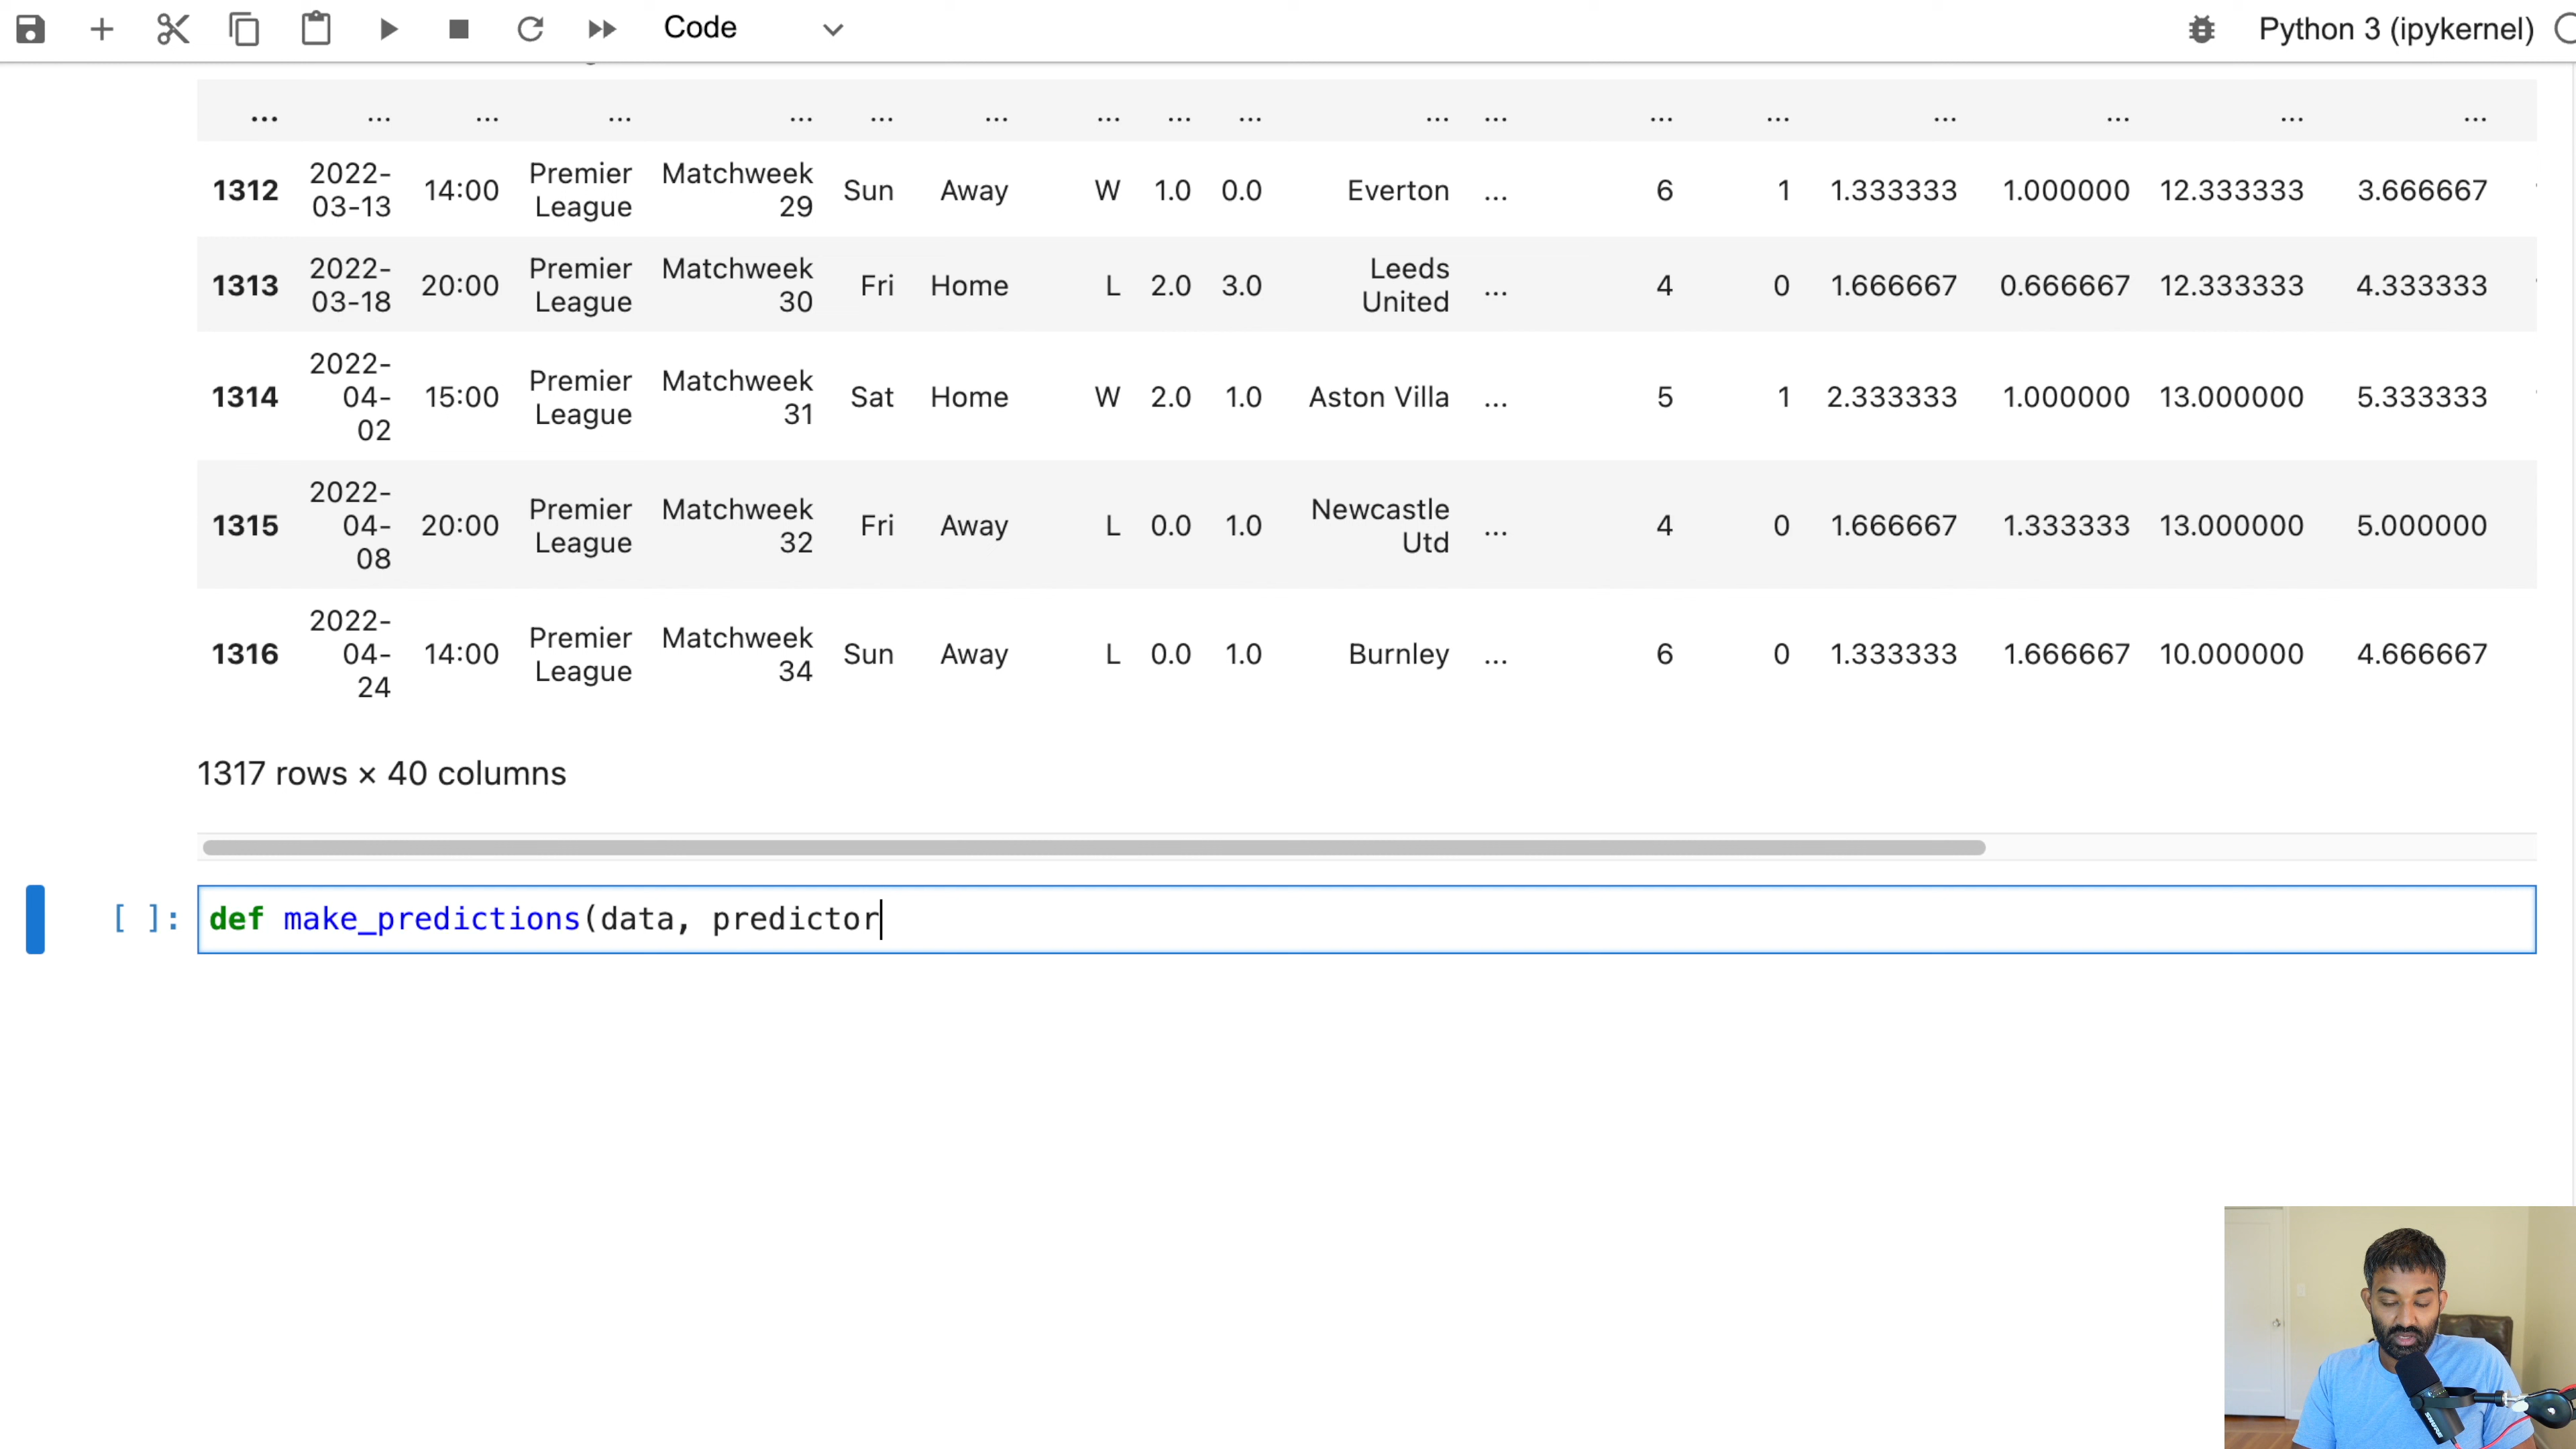 Code
Python 3 (ipykernel)
... ... ... ... ... ... ... ... ... ... ... ... ... ... ... ... ... ...
1312 2022-03-13 14:00 Premier League Matchweek 29 Sun Away W 1.0 0.0 Everton ... 6 1 1.333333 1.000000 12.333333 3.666667
1313 2022-03-18 20:00 Premier League Matchweek 30 Fri Home L 2.0 3.0 Leeds United ... 4 0 1.666667 0.666667 12.333333 4.333333
1314 2022-04-02 15:00 Premier League Matchweek 31 Sat Home W 2.0 1.0 Aston Villa ... 5 1 2.333333 1.000000 13.000000 5.333333
1315 2022-04-08 20:00 Premier League Matchweek 32 Fri Away L 0.0 1.0 Newcastle Utd ... 4 0 1.666667 1.333333 13.000000 5.000000
1316 2022-04-24 14:00 Premier League Matchweek 34 Sun Away L 0.0 1.0 Burnley ... 6 0 1.333333 1.666667 10.000000 4.666667
1317 rows × 40 columns
[ ]: def make_predictions(data, predictor